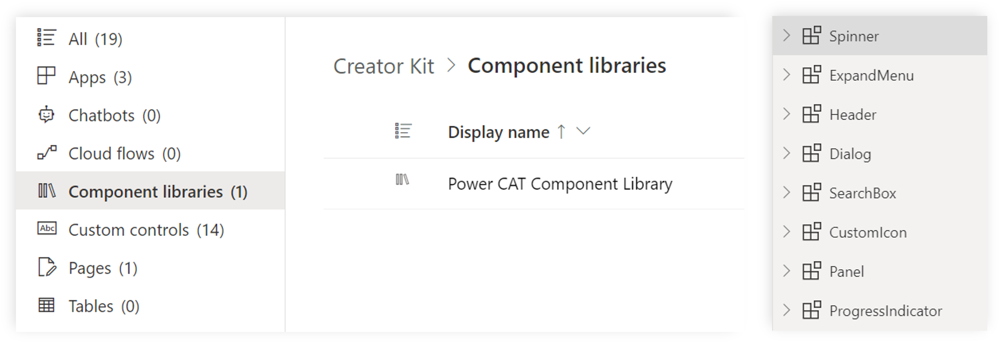 All (19)
Apps (3)
Chatbots (0)
Cloud flows (0)
Component libraries (1)
Abc Custom controls (14)
Pages (1)
Tables (0)
Creator Kit > Component libraries
Display name ↑
Power CAT Component Library
Spinner
ExpandMenu
Header
Dialog
SearchBox
CustomIcon
Panel
ProgressIndicator